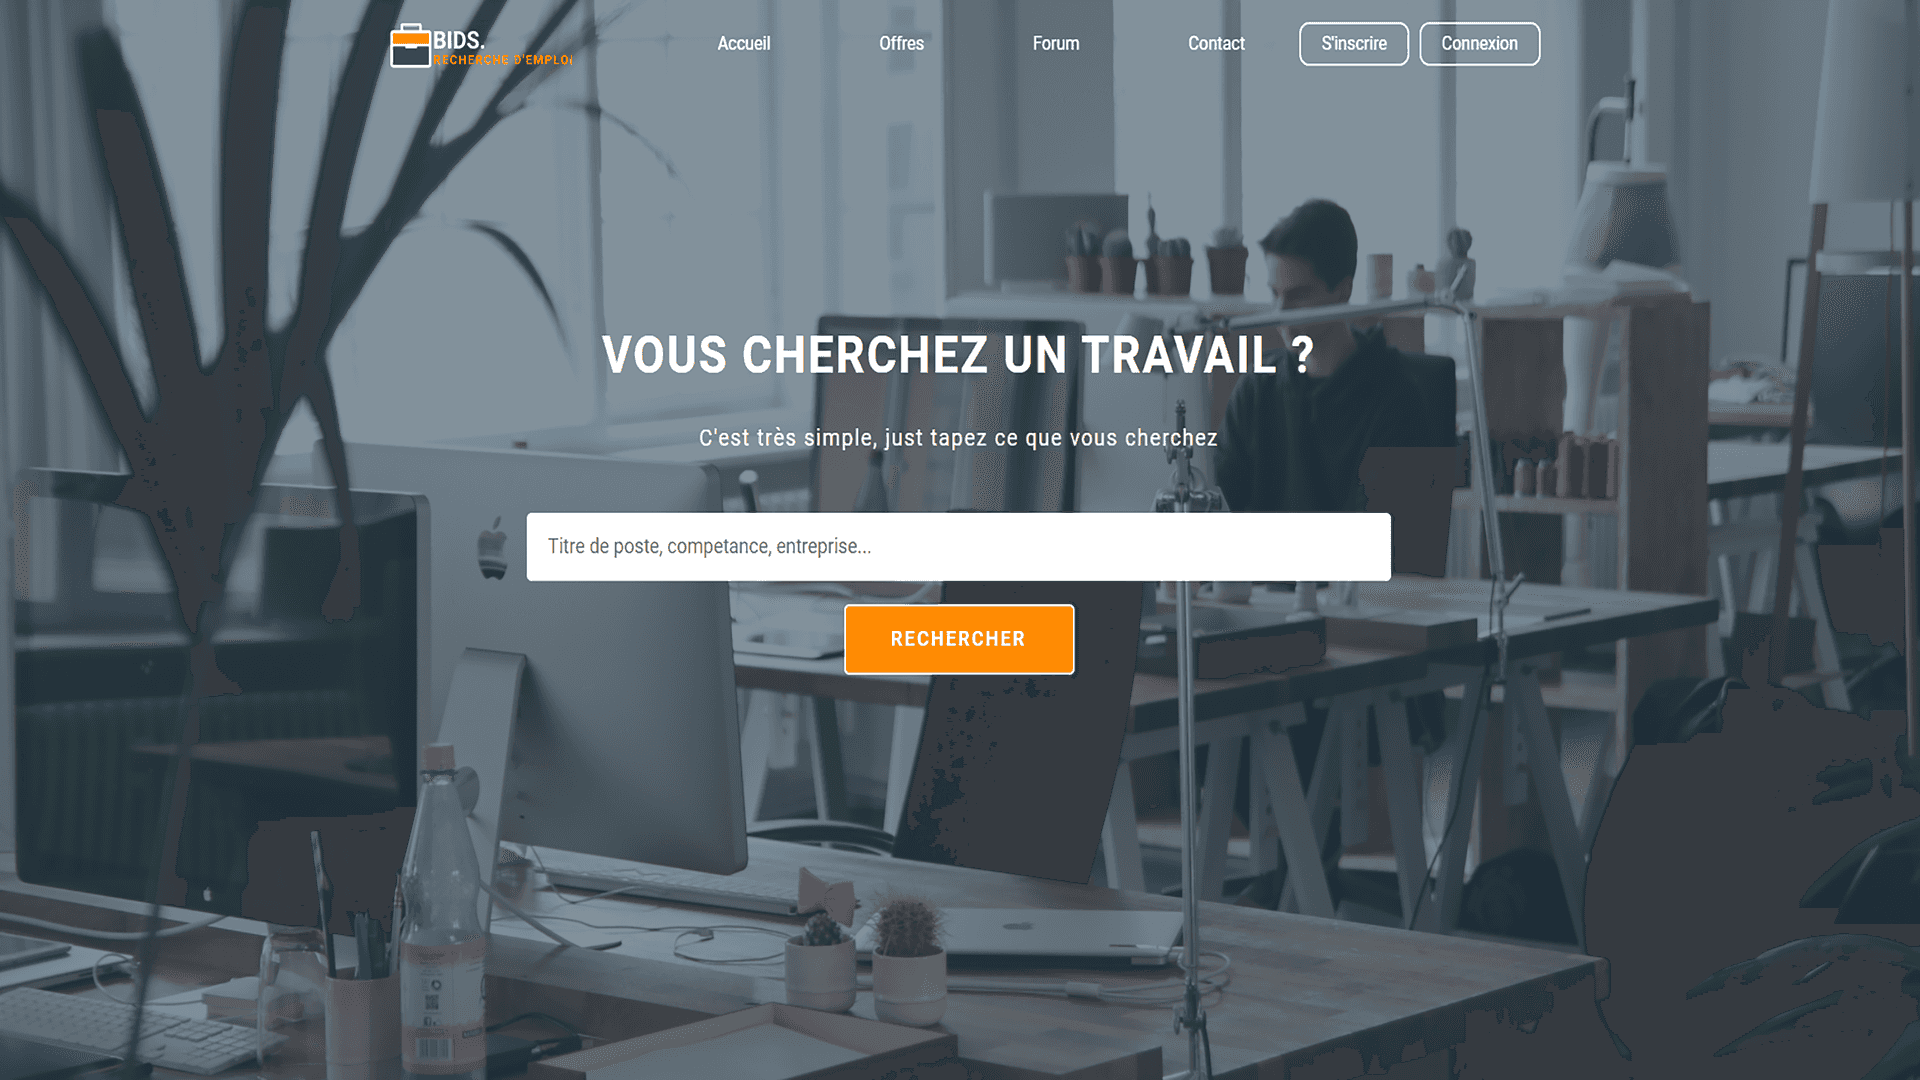 BIDS.
RECHERCHE D'EMPLOI
Accueil
Offres
Forum
Contact
S'inscrire
Connexion
VOUS CHERCHEZ UN TRAVAIL ?
C'est très simple, just tapez ce que vous cherchez
Titre de poste, competance, entreprise...
RECHERCHER